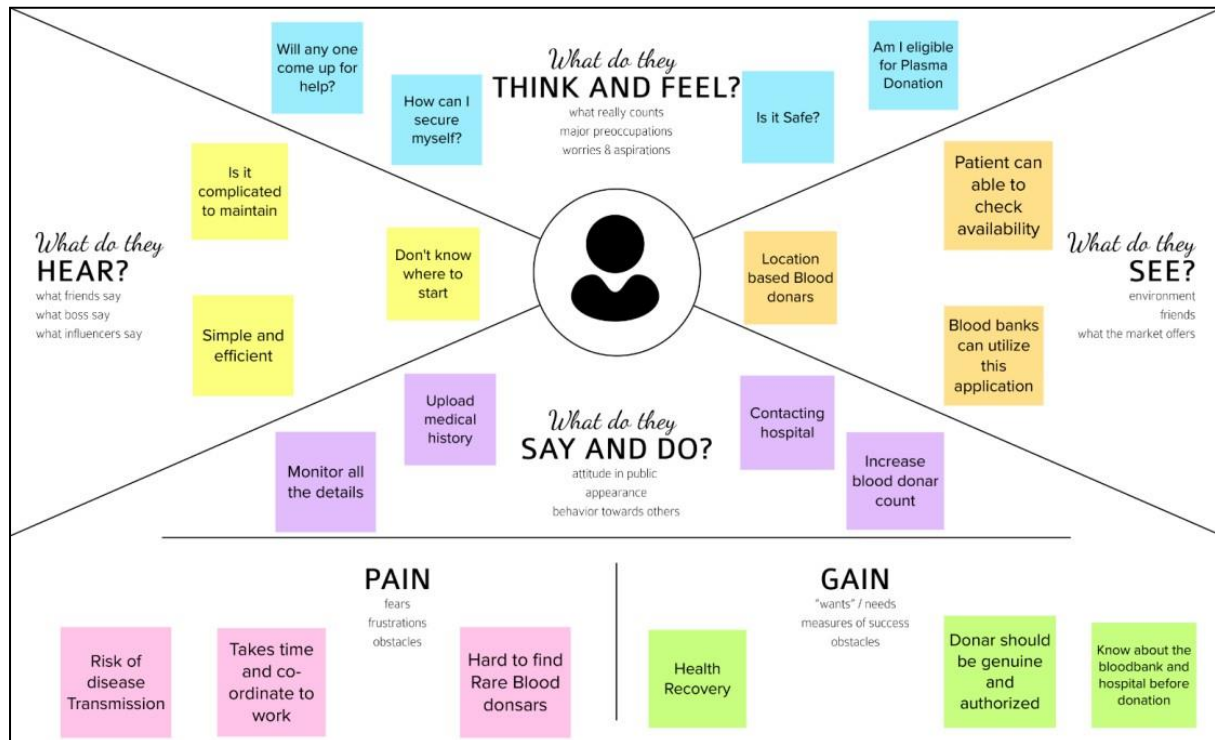 What do they
THINK AND FEEL?
what really counts
major preoccupations
worries & aspirations
Will any one
come up for
help?
How can I
secure
myself?
Is it Safe?
Am I eligible
for Plasma
Donation
What do they
HEAR?
what friends say
what boss say
what influencers say
Is it
complicated
to maintain
Don't know
where to
start
Simple and
efficient
Location
based Blood
donars
Patient can
able to
check
availability
Blood banks
can utilize
this
application
What do they
SEE?
environment
friends
what the market offers
What do they
SAY AND DO?
attitude in public
appearance
behavior towards others
Monitor all
the details
Upload
medical
history
Contacting
hospital
Increase
blood donar
count
PAIN
fears
frustrations
obstacles
Risk of
disease
Transmission
Takes time
and co-
ordinate to
work
Hard to find
Rare Blood
donsars
GAIN
"wants" / needs
measures of success
obstacles
Health
Recovery
Donar should
be genuine
and
authorized
Know about the
bloodbank and
hospital before
donation